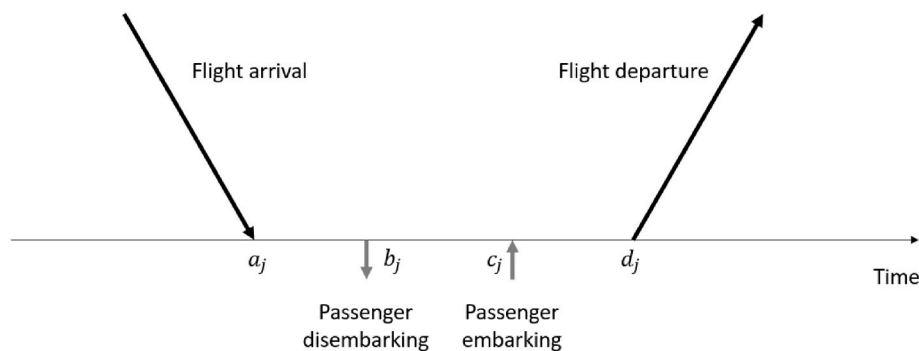 Flight arrival
Flight departure
a_j
b_j
c_j
d_j
Time
Passenger
disembarking
Passenger
embarking